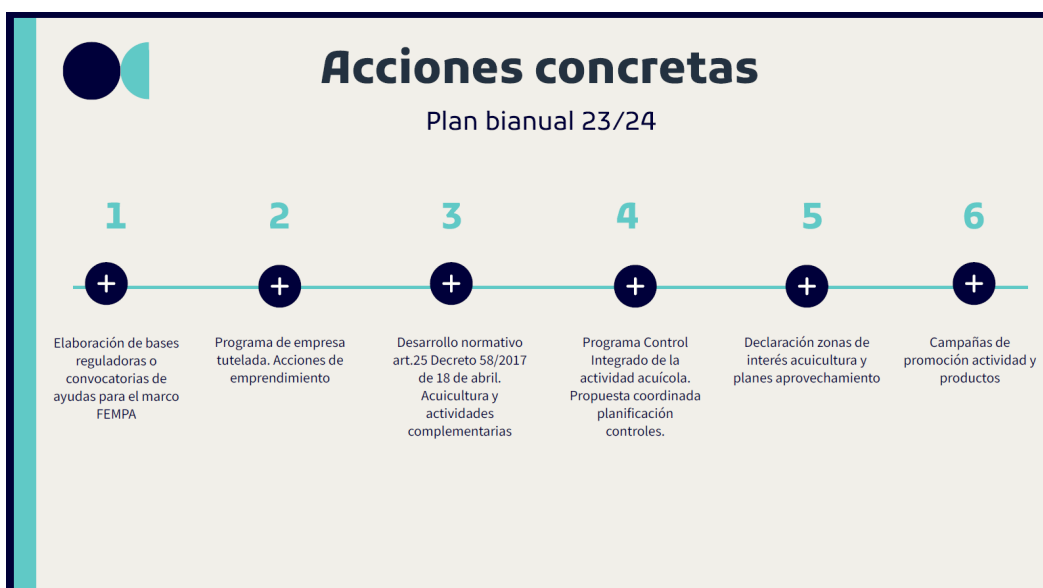 Acciones concretas
Plan bianual 23/24
1
2
3
4
5
6
Elaboración de bases
reguladoras o
convocatorias de
ayudas para el marco
FEMPA
Programa de empresa
tutelada. Acciones de
emprendimiento
Desarrollo normativo
art.25 Decreto 58/2017
de 18 de abril.
Acuicultura y
actividades
complementarias
Programa Control
Integrado de la
actividad acuícola.
Propuesta coordinada
planificación
controles.
Declaración zonas de
interés acuicultura y
planes aprovechamiento
Campañas de
promoción actividad y
productos